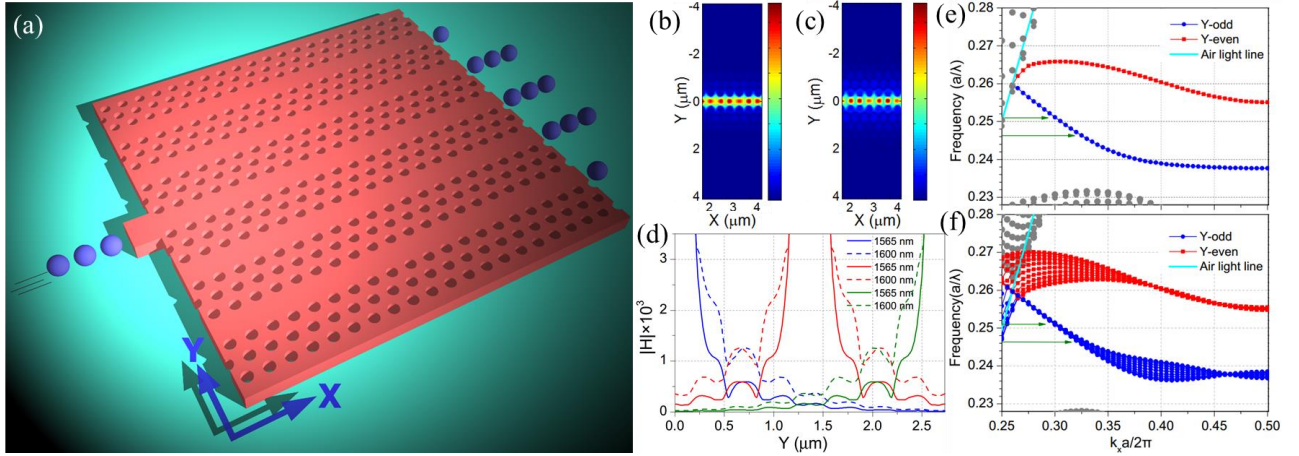 (a)
Y
X
(b)
-4
-2
0
2
4
Y (μm)
2 3 4
X (μm)
(c)
-4
-2
0
2
4
Y (μm)
2 3 4
X (μm)
(d)
1565 nm
1600 nm
1565 nm
1600 nm
1565 nm
1600 nm
|H|×10³
3
2
1
0
0.0 0.5 1.0 1.5 2.0 2.5
Y (μm)
(e)
Y-odd
Y-even
Air light line
Frequency (a/λ)
0.28
0.27
0.26
0.25
0.24
0.23
(f)
Y-odd
Y-even
Air light line
Frequency(a/λ)
0.28
0.27
0.26
0.25
0.24
0.23
0.25 0.30 0.35 0.40 0.45 0.50
kₓa/2π